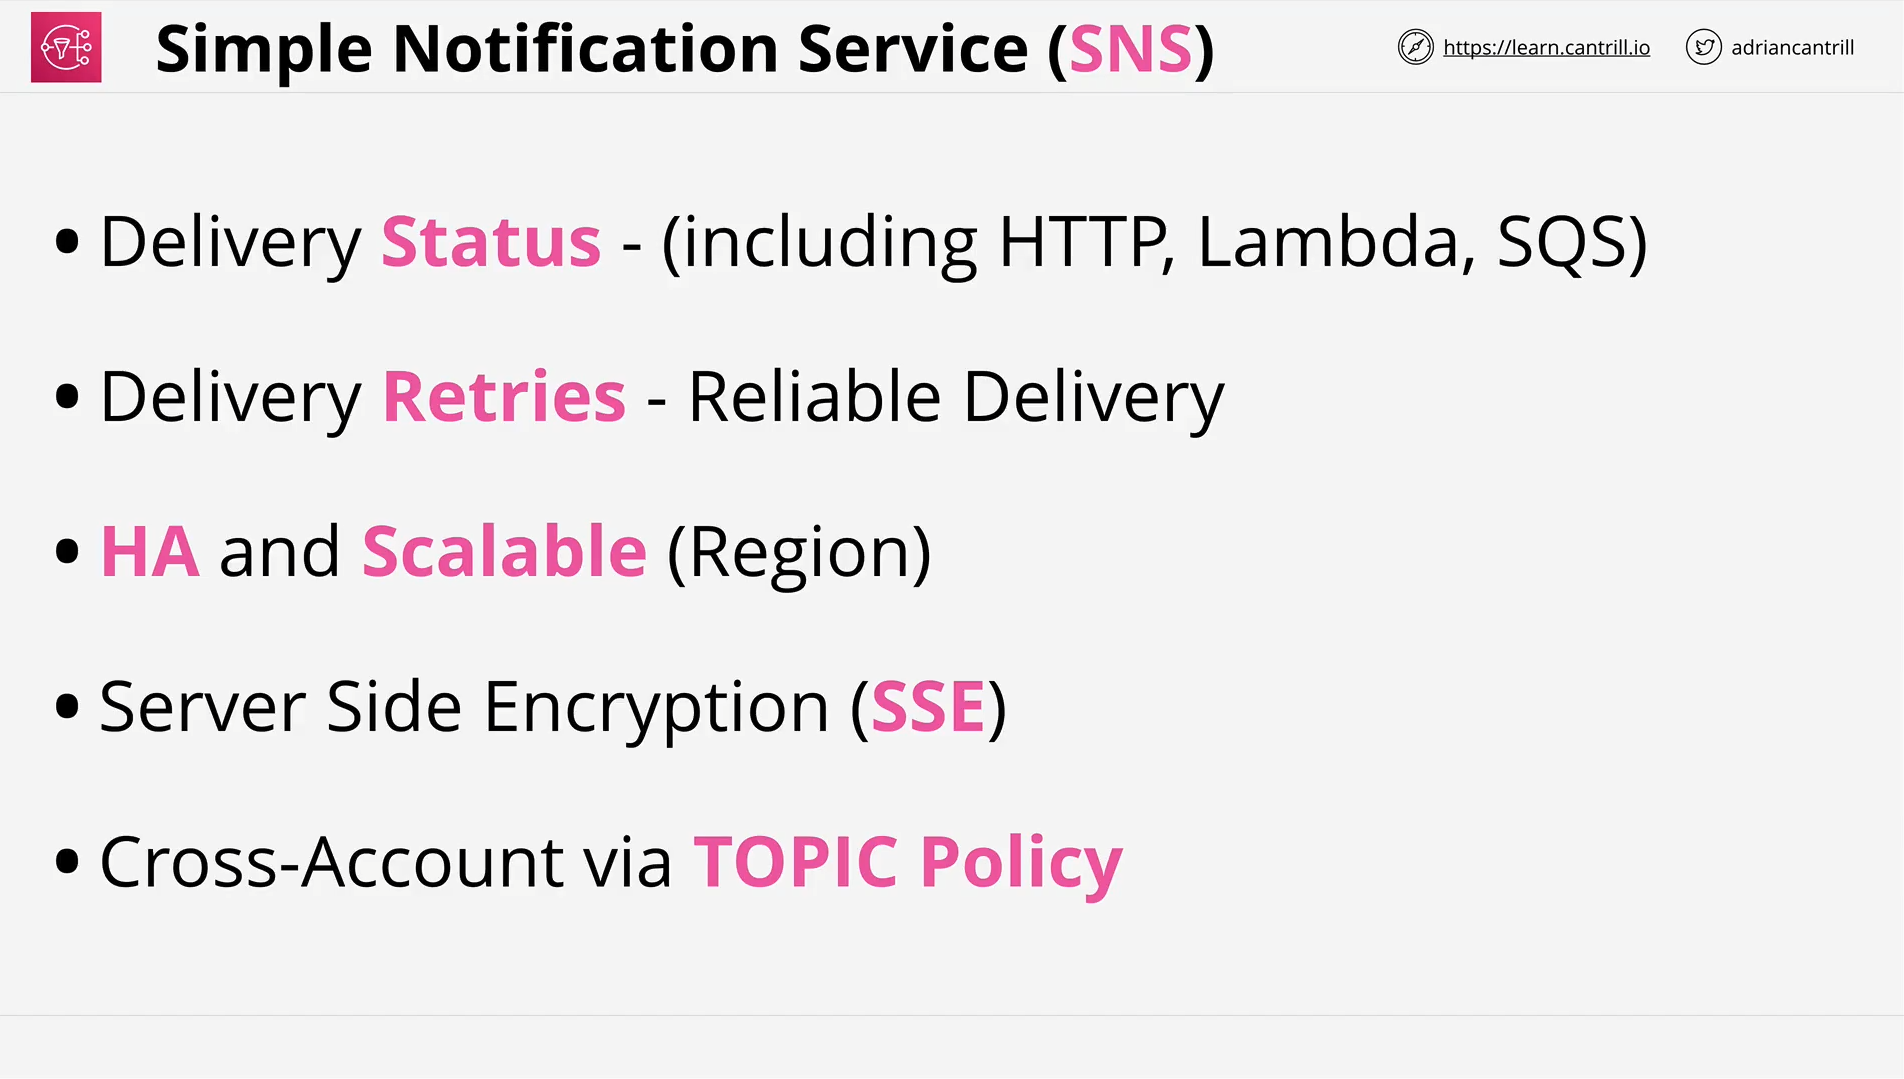 Simple Notification Service (SNS)
https://learn.cantrill.io
adriancantrill
• Delivery Status - (including HTTP, Lambda, SQS)
• Delivery Retries - Reliable Delivery
• HA and Scalable (Region)
• Server Side Encryption (SSE)
• Cross-Account via TOPIC Policy